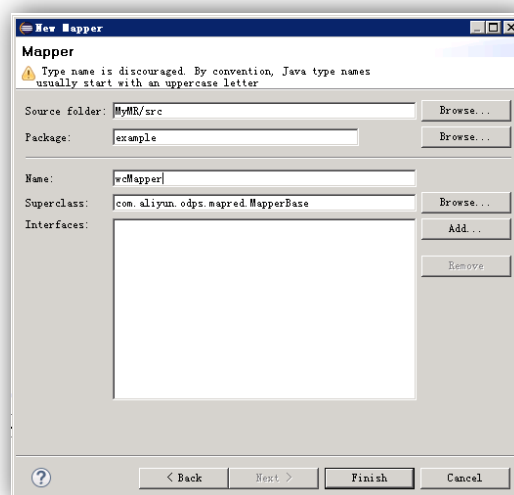 New Mapper
Mapper
Type name is discouraged. By convention, Java type names
usually start with an uppercase letter
Source folder: MyMR/src Browse...
Package: example Browse...
Name: wcMapper
Superclass: com.aliyun.odps.mapred.MapperBase Browse...
Interfaces: Add...
Remove
? < Back Next > Finish Cancel